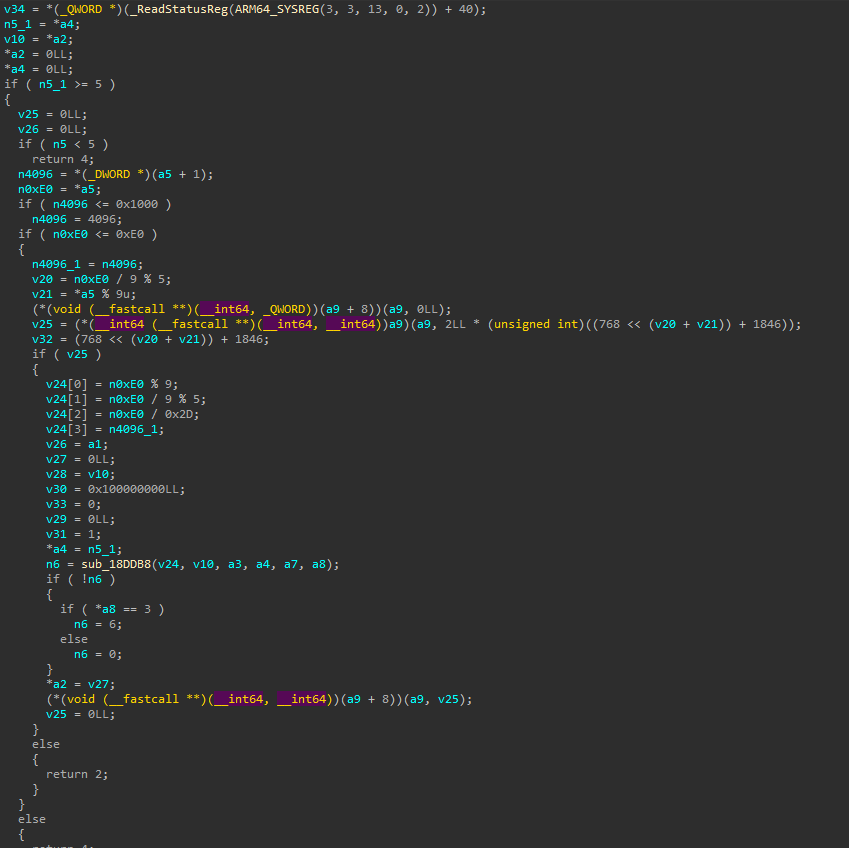 v34 = *(_QWORD *)(_ReadStatusReg(ARM64_SYSREG(3, 3, 13, 0, 2)) + 40);
n5_1 = *a4;
v10 = *a2;
*a2 = 0LL;
*a4 = 0LL;
if ( n5_1 >= 5 )
{
  v25 = 0LL;
  v26 = 0LL;
  if ( n5 < 5 )
    return 4;
  n4096 = *(_DWORD *)(a5 + 1);
  n0xE0 = *a5;
  if ( n4096 <= 0x1000 )
    n4096 = 4096;
  if ( n0xE0 <= 0xE0 )
  {
    n4096_1 = n4096;
    v20 = n0xE0 / 9 % 5;
    v21 = *a5 % 9u;
    (*(void (__fastcall **)(__int64, _QWORD))(a9 + 8))(a9, 0LL);
    v25 = (*(__int64 (__fastcall **)(__int64, __int64))a9)(a9, 2LL * (unsigned int)((768 << (v20 + v21)) + 1846));
    v32 = (768 << (v20 + v21)) + 1846;
    if ( v25 )
    {
      v24[0] = n0xE0 % 9;
      v24[1] = n0xE0 / 9 % 5;
      v24[2] = n0xE0 / 0x2D;
      v24[3] = n4096_1;
      v26 = a1;
      v27 = 0LL;
      v28 = v10;
      v30 = 0x100000000LL;
      v33 = 0;
      v29 = 0LL;
      v31 = 1;
      *a4 = n5_1;
      n6 = sub_18DDB8(v24, v10, a3, a4, a7, a8);
      if ( !n6 )
      {
        if ( *a8 == 3 )
          n6 = 6;
        else
          n6 = 0;
      }
      *a2 = v27;
      (*(void (__fastcall **)(__int64, __int64))(a9 + 8))(a9, v25);
      v25 = 0LL;
    }
    else
    {
      return 2;
    }
  }
  else
  {
    return 4;